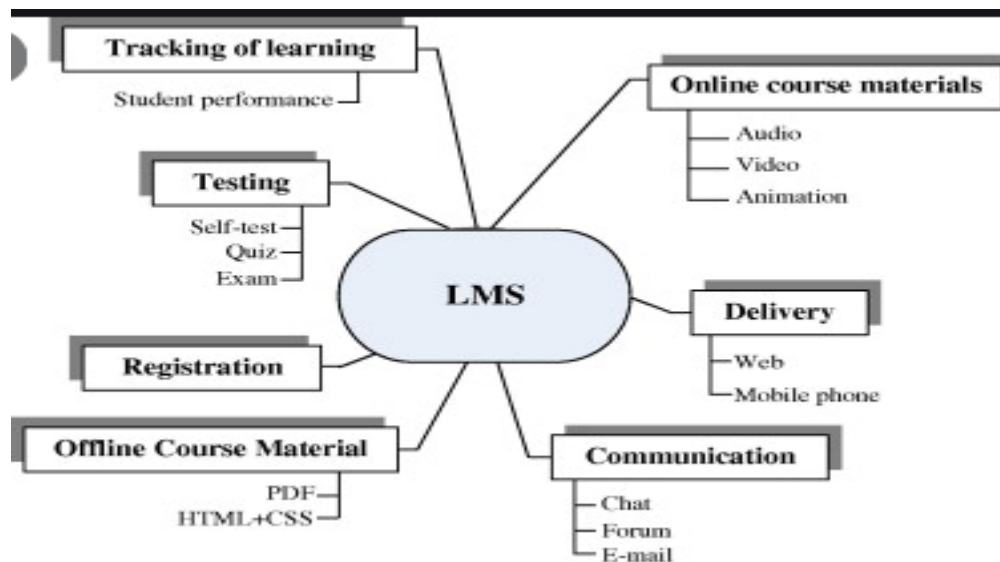 Tracking of learning
Student performance
Online course materials
Audio
Video
Animation
Testing
Self-test
Quiz
Exam
LMS
Delivery
Web
Mobile phone
Registration
Offline Course Material
PDF
HTML+CSS
Communication
Chat
Forum
E-mail